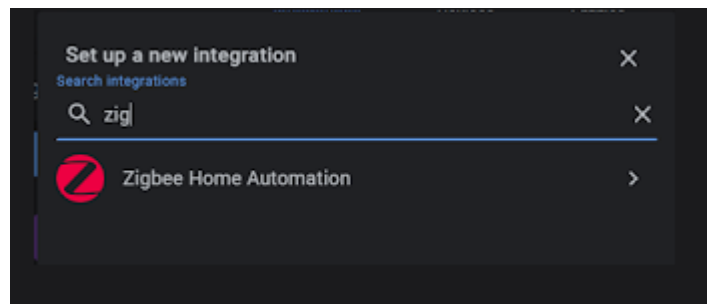 Set up a new integration
Search integrations
zig
Zigbee Home Automation